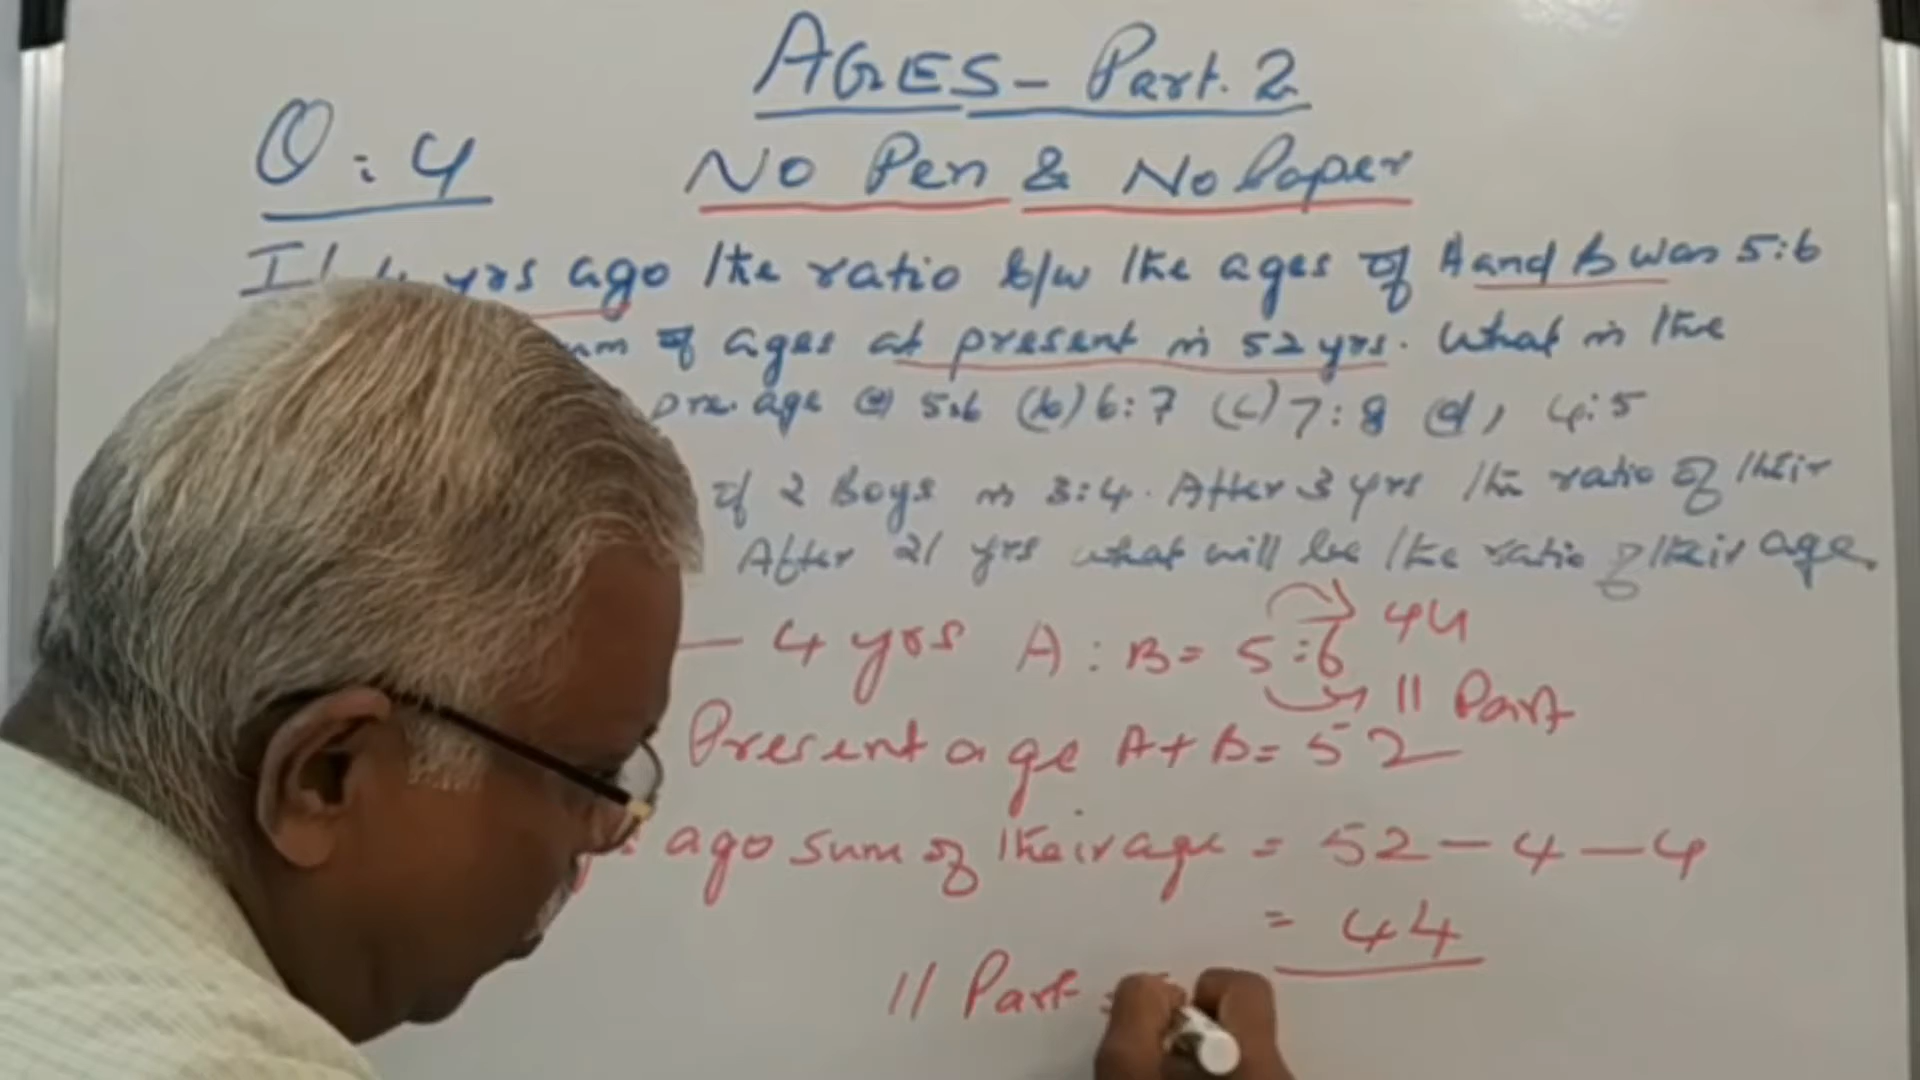 AGES - Part. 2
Q: 4 No Pen & No Paper
If 4 yrs ago the ratio b/w the ages of A and B was 5:6
of ages at present is 52 yrs. What is the
pre. age (a) 5:6 (b) 6:7 (c) 7:8 (d) 4:5
of 2 Boys is 3:4. After 3 yrs the ratio of their
After 21 yrs what will be the ratio of their age
— 4 yrs A : B = 5:6 44
11 Part
Present age A + B = 52
ago sum of their age = 52 - 4 - 4
= 44
11 Part =